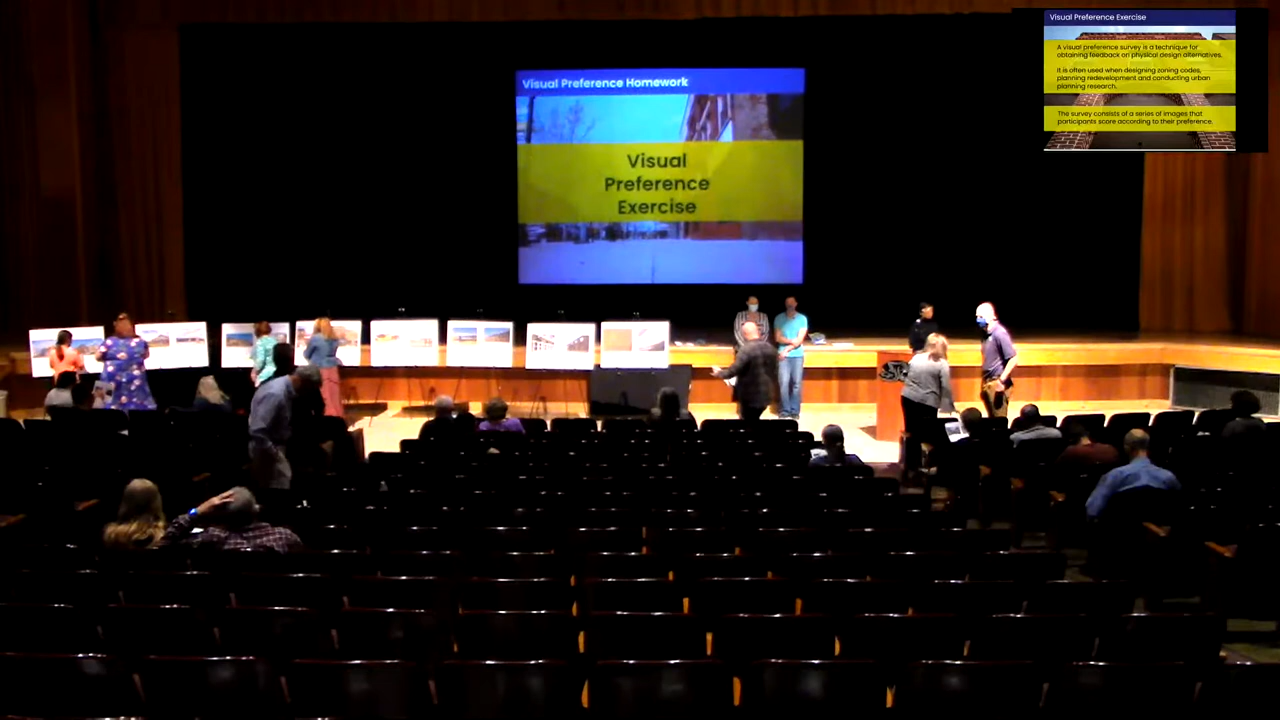 Visual Preference Homework
Visual
Preference
Exercise
Visual Preference Exercise
A visual preference survey is a technique for
obtaining feedback on physical design alternatives.
It is often used when designing zoning codes,
planning redevelopment and conducting urban
planning research.
The survey consists of a series of images that
participants score according to their preference.